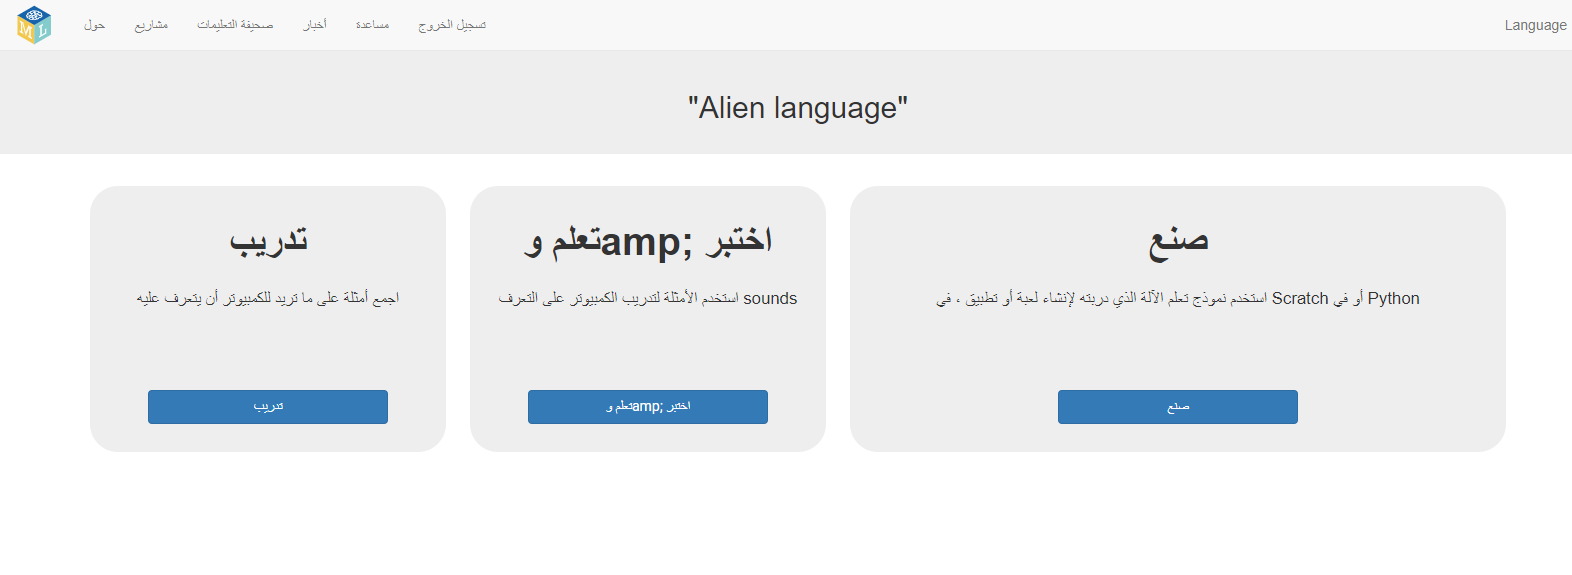 ML
حول
مشاريع
صحيفة التعليمات
أخبار
مساعدة
تسجيل الخروج
Language
"Alien language"
تدريب
اجمع أمثلة على ما تريد للكمبيوتر أن يتعرف عليه
تدريب
تعلم و amp; اختبر
استخدم الأمثلة لتدريب الكمبيوتر على التعرف sounds
تعلم و amp; اختبر
صنع
استخدم نموذج تعلم الآلة الذي دربته لإنشاء لعبة أو تطبيق ، في Scratch أو في Python
صنع